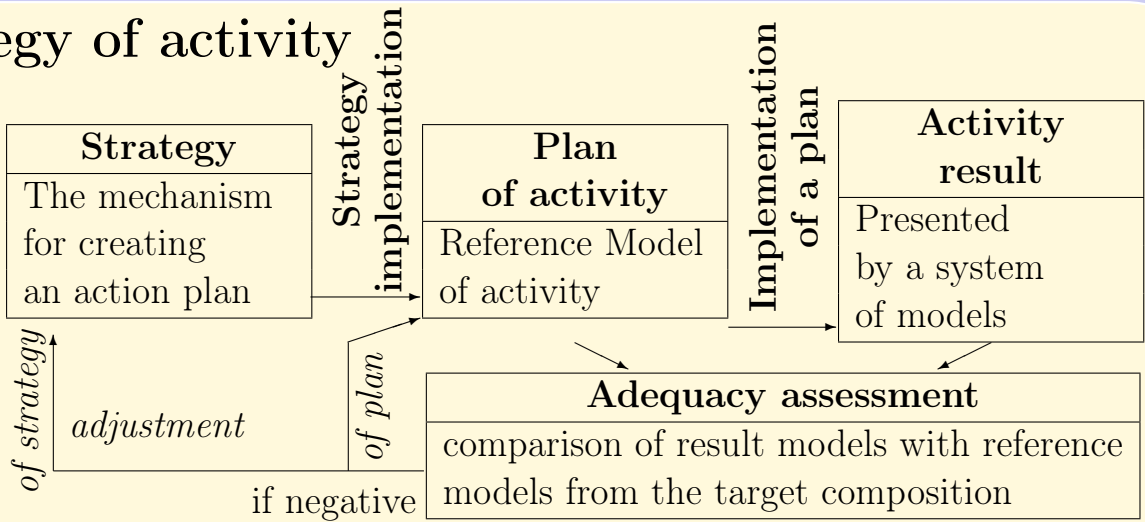 egy of activity
Strategy
The mechanism
for creating
an action plan
Strategy
implementation
Plan
of activity
Reference Model
of activity
Implementation
of a plan
Activity
result
Presented
by a system
of models
of strategy
adjustment
of plan
if negative
Adequacy assessment
comparison of result models with reference
models from the target composition